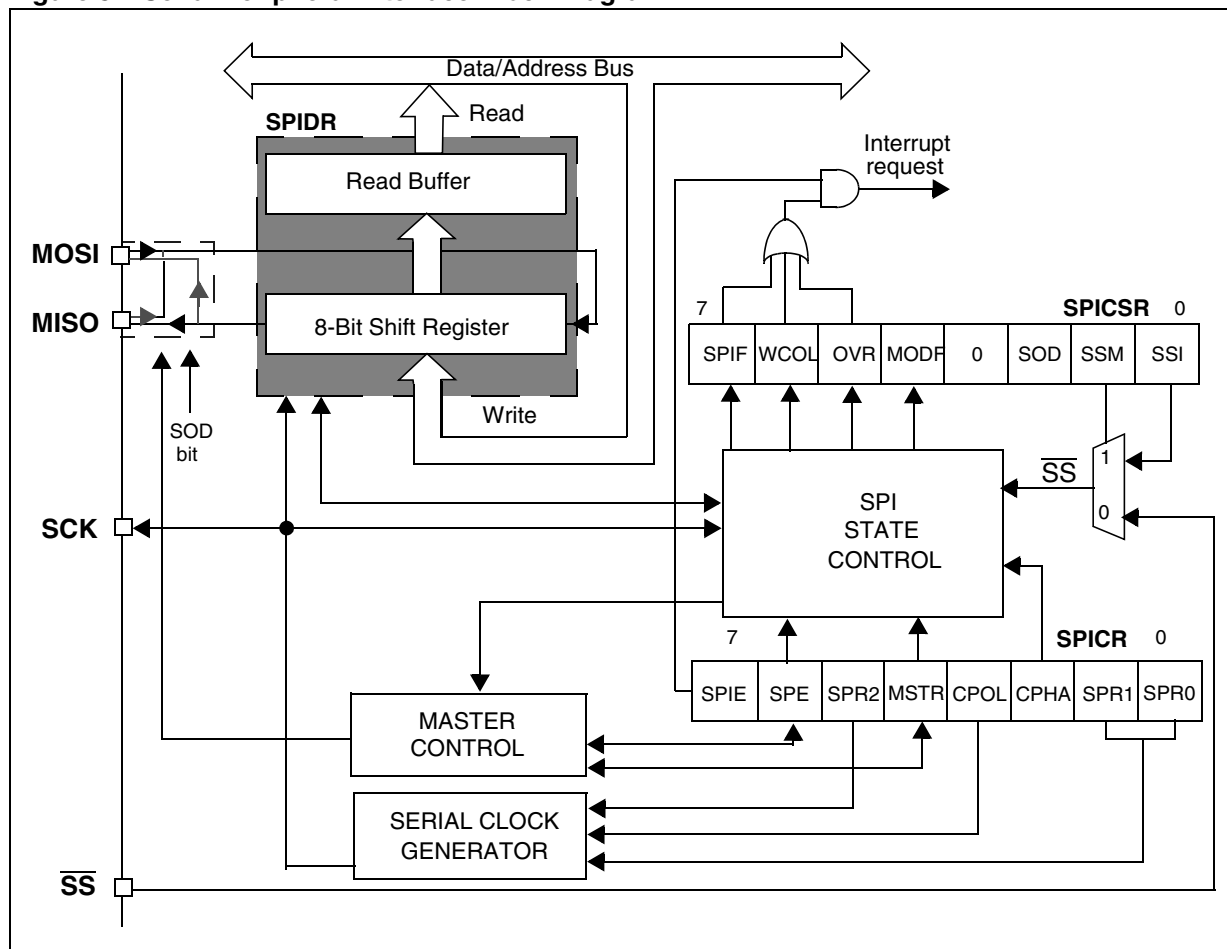 Data/Address Bus
Read
SPIDR
Read Buffer
Interrupt
request
MOSI
MISO
8-Bit Shift Register
7 SPICSR 0
SPIF WCOL OVR MODF 0 SOD SSM SSI
Write
SOD
bit
SS
1
0
SCK
SPI
STATE
CONTROL
7 SPICR 0
SPIE SPE SPR2 MSTR CPOL CPHA SPR1 SPR0
MASTER
CONTROL
SERIAL CLOCK
GENERATOR
SS